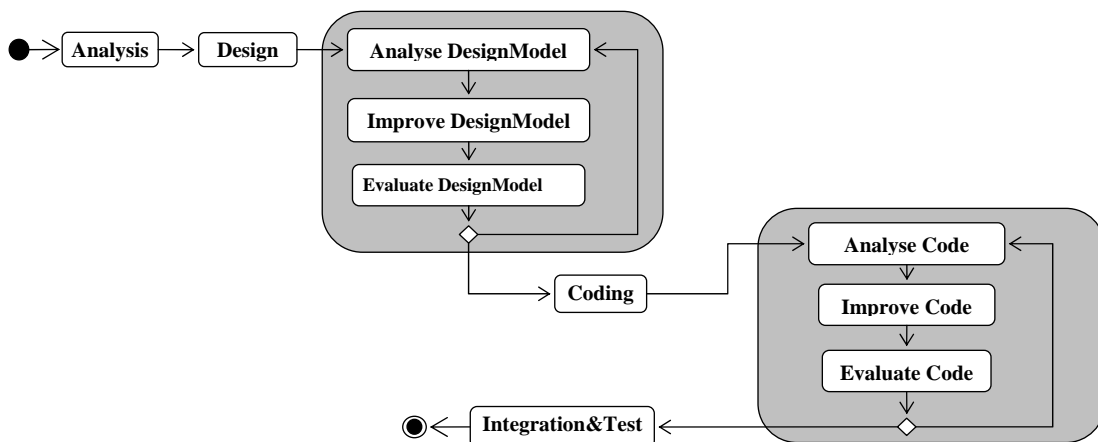 Analysis
Design
Analyse DesignModel
Improve DesignModel
Evaluate DesignModel
Coding
Analyse Code
Improve Code
Evaluate Code
Integration&Test